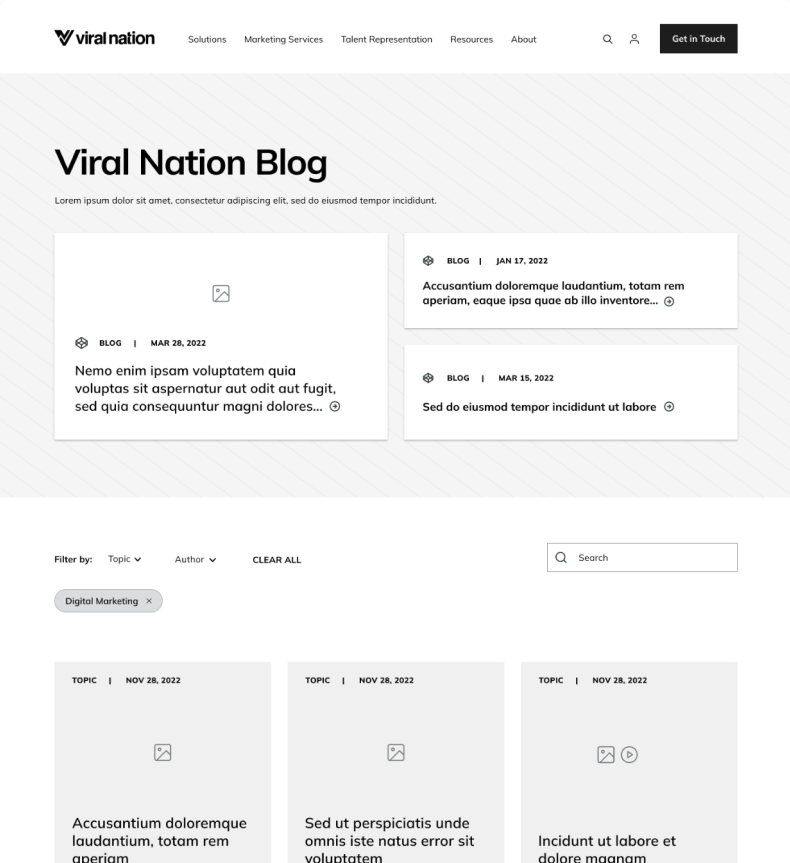 viral nation
Solutions Marketing Services Talent Representation Resources About
Get in Touch
Viral Nation Blog
Lorem ipsum dolor sit amet, consectetur adipiscing elit, sed do eiusmod tempor incididunt.
BLOG | MAR 28, 2022
Nemo enim ipsam voluptatem quia
voluptas sit aspernatur aut odit aut fugit,
sed quia consequuntur magni dolores...
BLOG | JAN 17, 2022
Accusantium doloremque laudantium, totam rem
aperiam, eaque ipsa quae ab illo inventore...
BLOG | MAR 15, 2022
Sed do eiusmod tempor incididunt ut labore
Filter by: Topic Author CLEAR ALL
Search
Digital Marketing ×
TOPIC | NOV 28, 2022
Accusantium doloremque
laudantium, totam rem
aperiam
TOPIC | NOV 28, 2022
Sed ut perspiciatis unde
omnis iste natus error sit
voluptatem
TOPIC | NOV 28, 2022
Incidunt ut labore et
dolore magnam